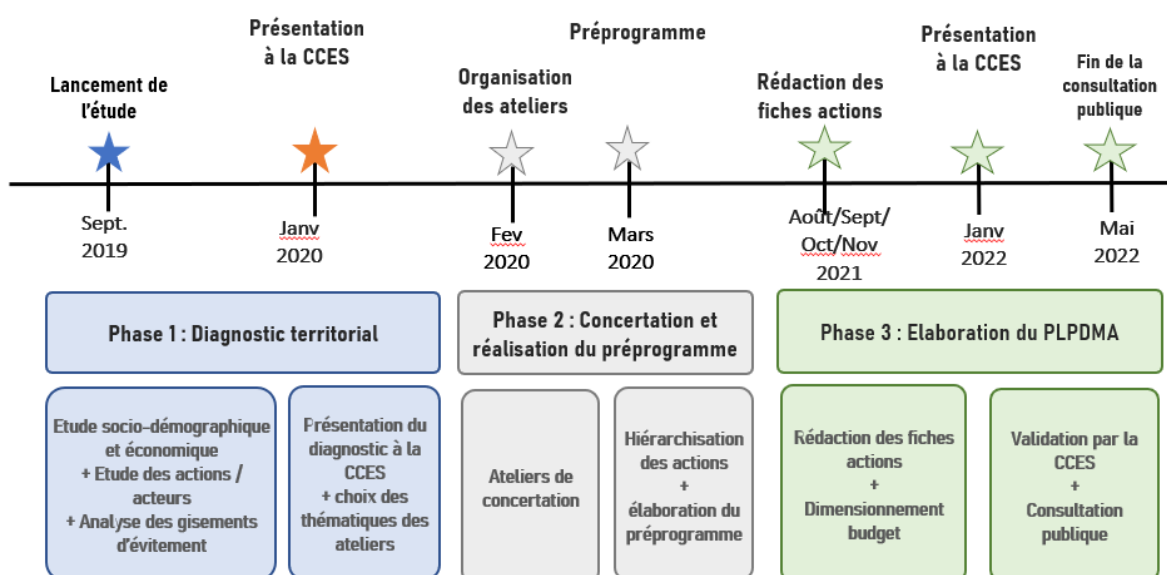 Présentation
à la CCES
Préprogramme
Présentation
à la CCES
Lancement de
l'étude
Organisation
des ateliers
Rédaction des
fiches actions
Fin de la
consultation
publique
Sept.
2019
Janv
2020
Fev
2020
Mars
2020
Août/Sept/
Oct/Nov
2021
Janv
2022
Mai
2022
Phase 1 : Diagnostic territorial
Phase 2 : Concertation et
réalisation du préprogramme
Phase 3 : Elaboration du PLPDMA
Etude socio-démographique
et économique
+ Etude des actions /
acteurs
+ Analyse des gisements
d'évitement
Présentation du
diagnostic à la
CCES
+ choix des
thématiques des
ateliers
Ateliers de
concertation
Hiérarchisation
des actions
+
élaboration du
préprogramme
Rédaction des fiches
actions
+
Dimensionnement
budget
Validation par la
CCES
+
Consultation
publique